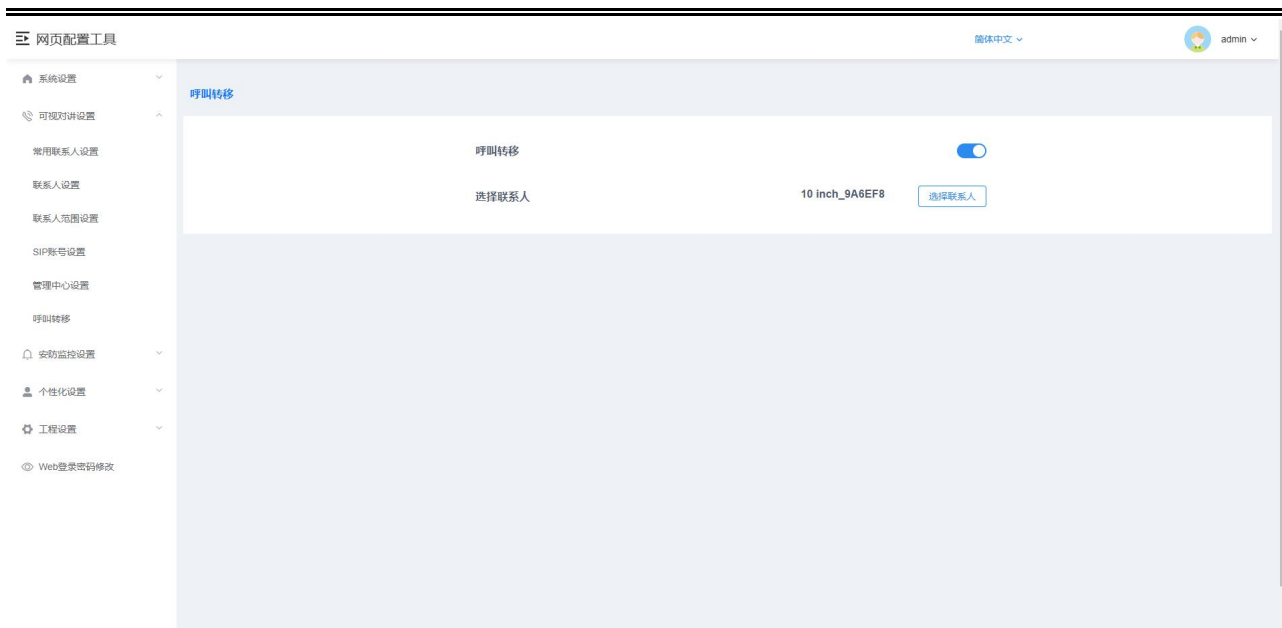 网页配置工具
简体中文
admin
系统设置
可视对讲设置
常用联系人设置
联系人设置
联系人范围设置
SIP账号设置
管理中心设置
呼叫转移
安防监控设置
个性化设置
工程设置
Web登录密码修改
呼叫转移
呼叫转移
选择联系人 10 inch_9A6EF8 选择联系人